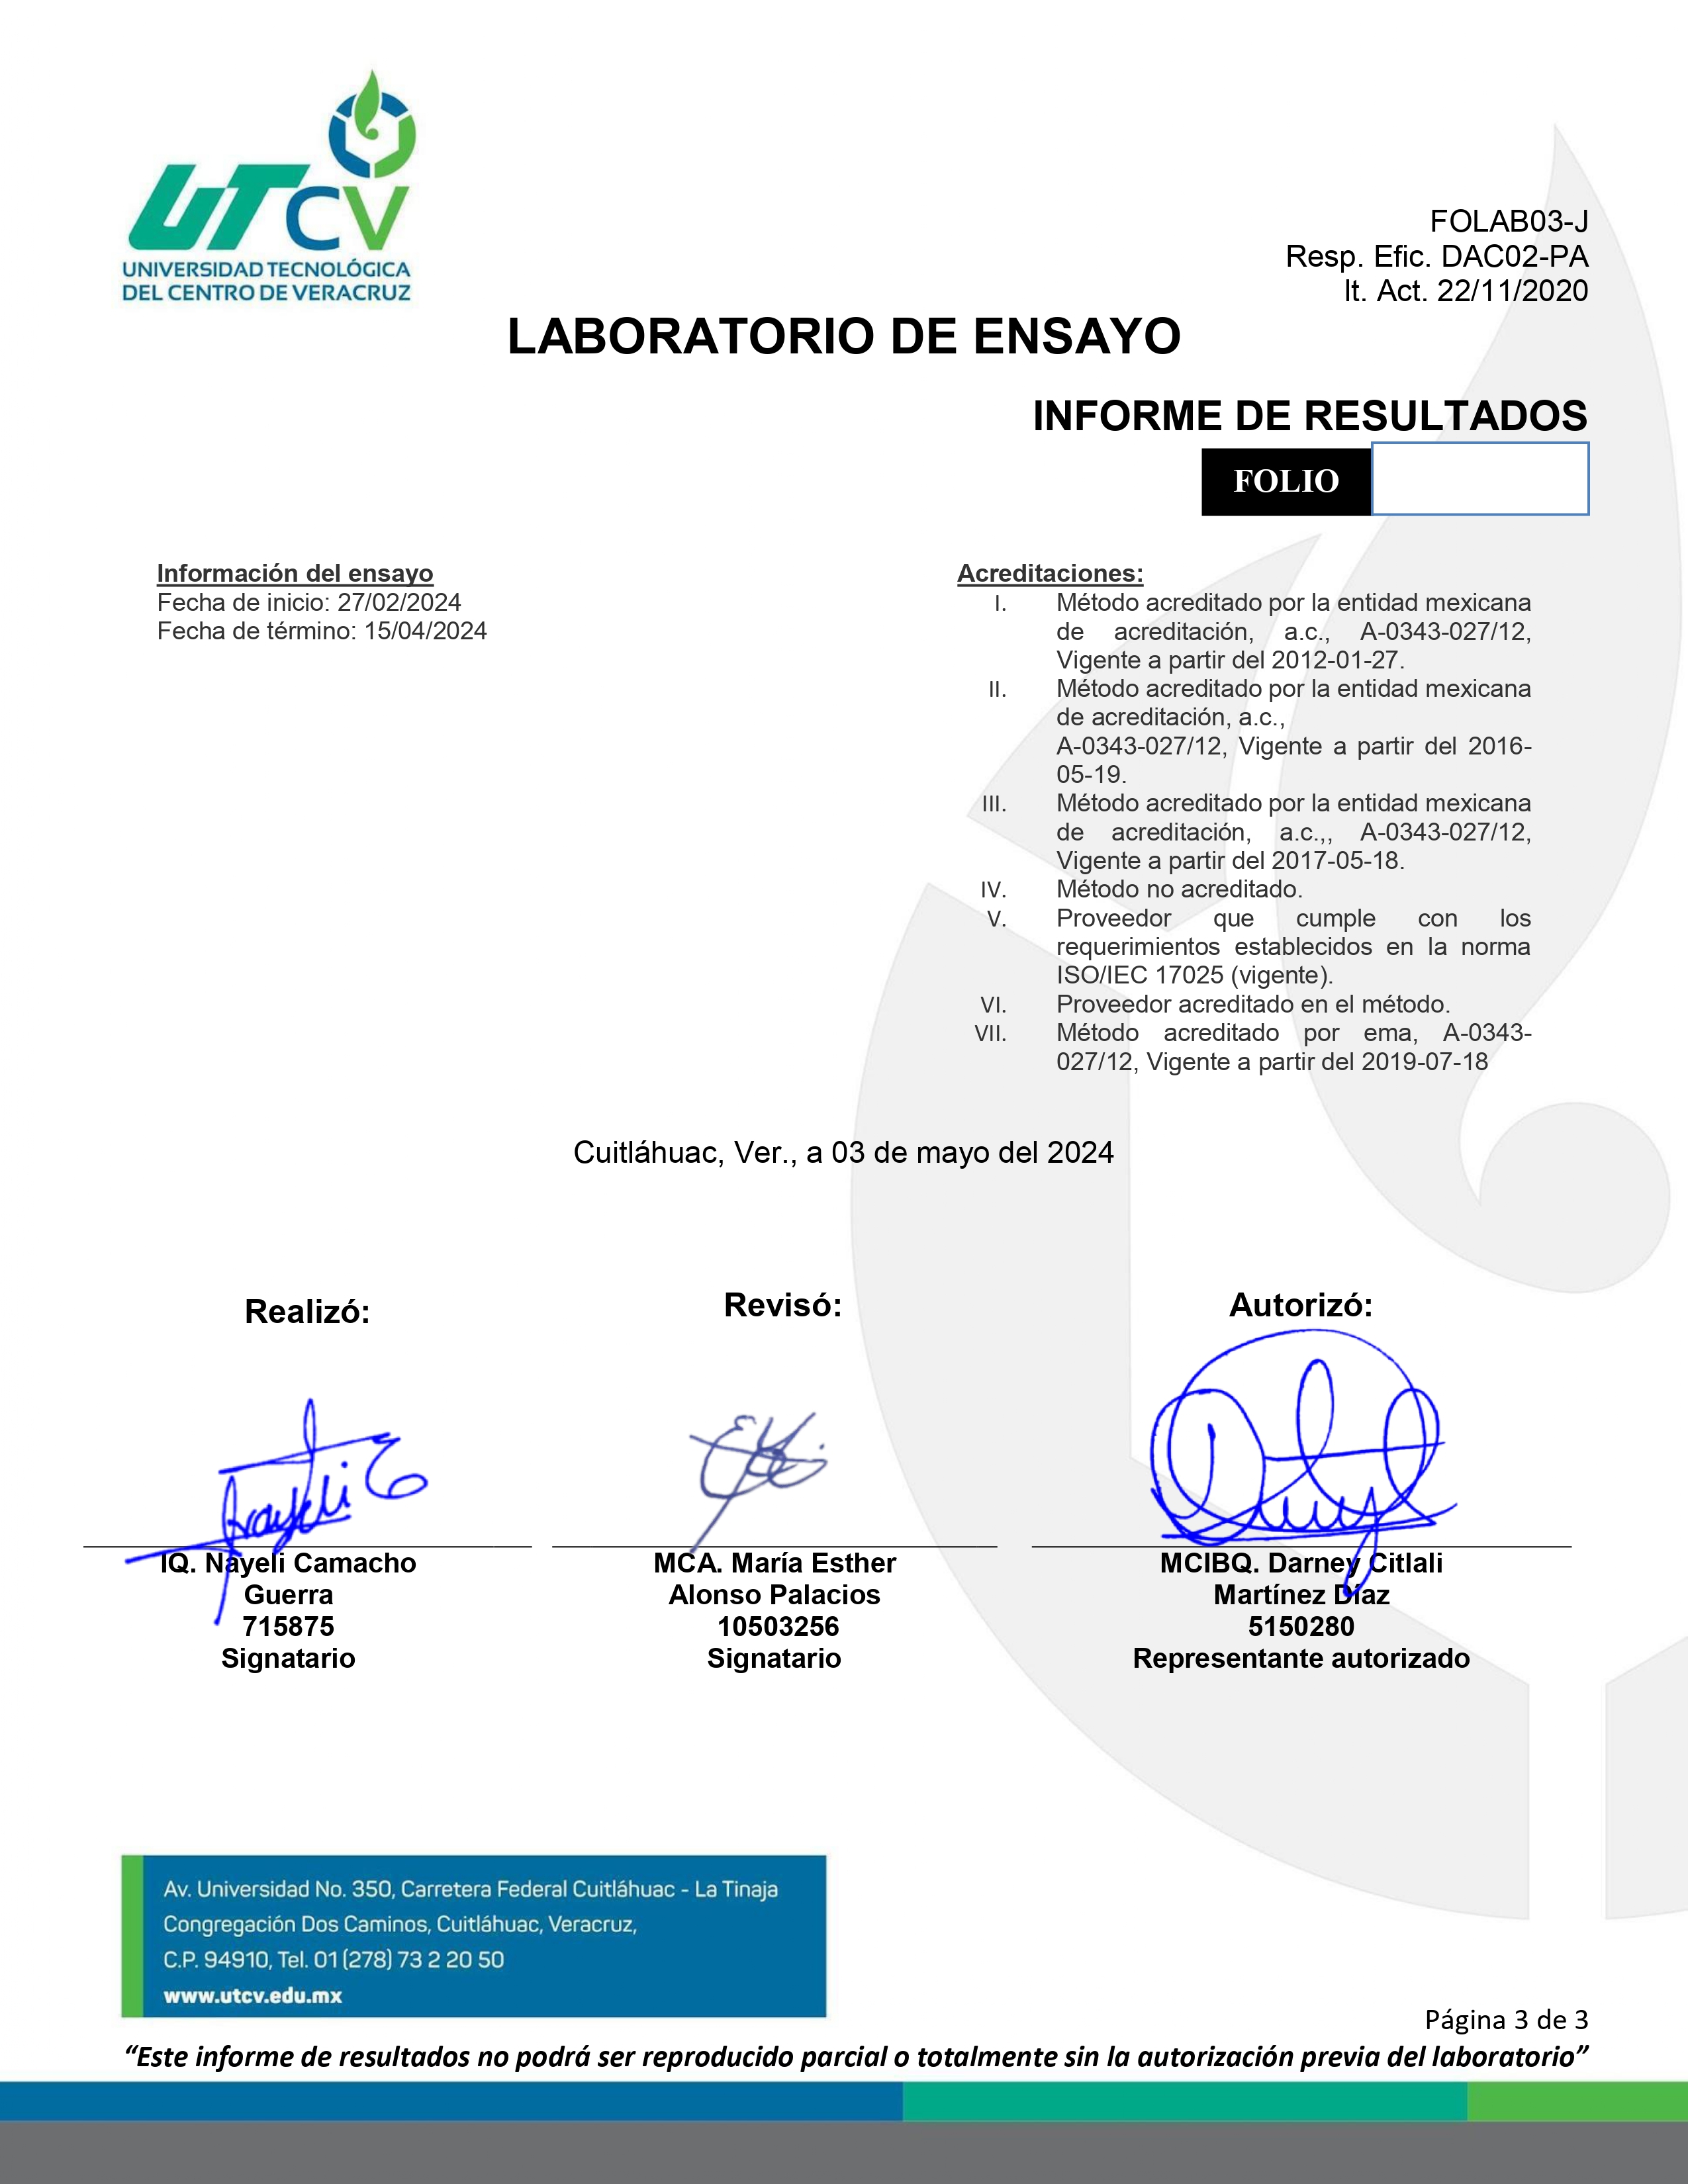 UTCV
UNIVERSIDAD TECNOLÓGICA
DEL CENTRO DE VERACRUZ
FOLAB03-J
Resp. Efic. DAC02-PA
It. Act. 22/11/2020
LABORATORIO DE ENSAYO
INFORME DE RESULTADOS
FOLIO
Información del ensayo
Fecha de inicio: 27/02/2024
Fecha de término: 15/04/2024
Acreditaciones:
I. Método acreditado por la entidad mexicana
de acreditación, a.c., A-0343-027/12,
Vigente a partir del 2012-01-27.
II. Método acreditado por la entidad mexicana
de acreditación, a.c.,
A-0343-027/12, Vigente a partir del 2016-
05-19.
III. Método acreditado por la entidad mexicana
de acreditación, a.c.,, A-0343-027/12,
Vigente a partir del 2017-05-18.
IV. Método no acreditado.
V. Proveedor que cumple con los
requerimientos establecidos en la norma
ISO/IEC 17025 (vigente).
VI. Proveedor acreditado en el método.
VII. Método acreditado por ema, A-0343-
027/12, Vigente a partir del 2019-07-18
Cuitláhuac, Ver., a 03 de mayo del 2024
Realizó:
Nayeli
IQ. Nayeli Camacho
Guerra
715875
Signatario
Revisó:
MCA. María Esther
Alonso Palacios
10503256
Signatario
Autorizó:
MCIBQ. Darney Citlali
Martínez Díaz
5150280
Representante autorizado
Av. Universidad No. 350, Carretera Federal Cuitláhuac - La Tinaja
Congregación Dos Caminos, Cuitláhuac, Veracruz,
C.P. 94910, Tel. 01 (278) 73 2 20 50
www.utcv.edu.mx
Página 3 de 3
“Este informe de resultados no podrá ser reproducido parcial o totalmente sin la autorización previa del laboratorio”